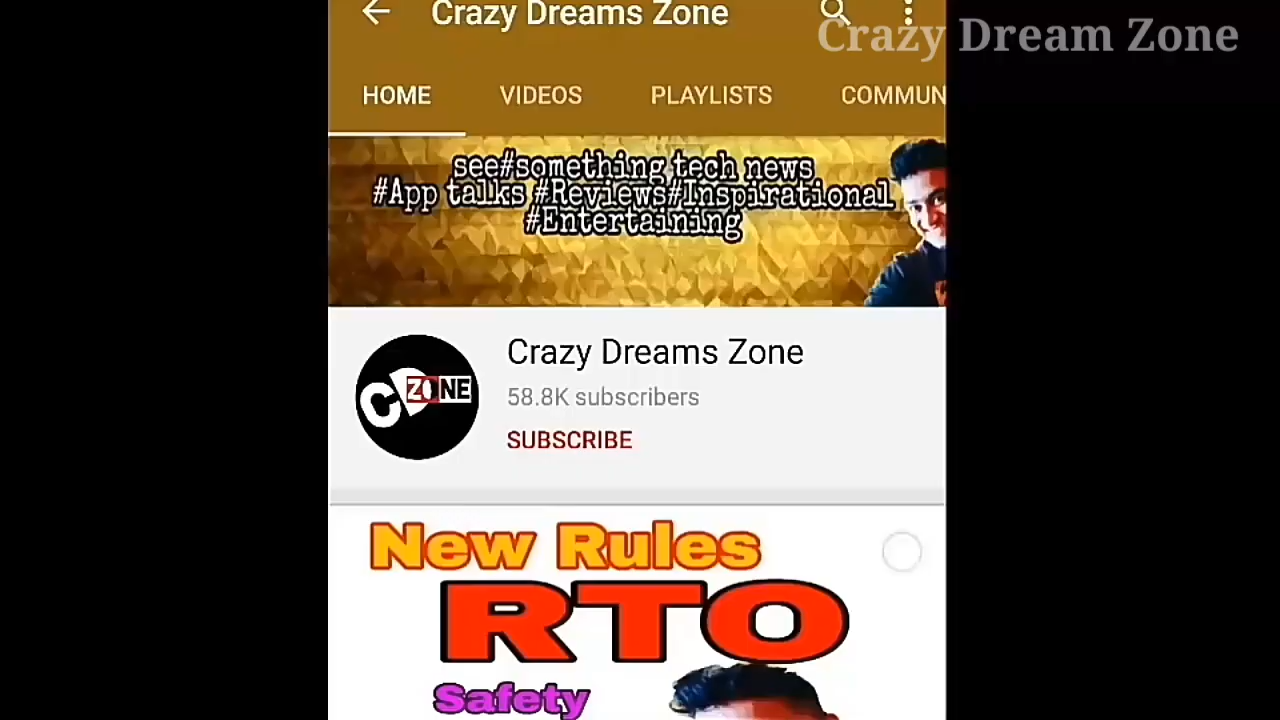 Crazy Dreams Zone
Crazy Dream Zone
HOME VIDEOS PLAYLISTS COMMUN
see#something tech news
#App talks #Reviews#Inspirational
#Entertaining
CD ZONE
Crazy Dreams Zone
58.8K subscribers
SUBSCRIBE
New Rules
RTO
Safety